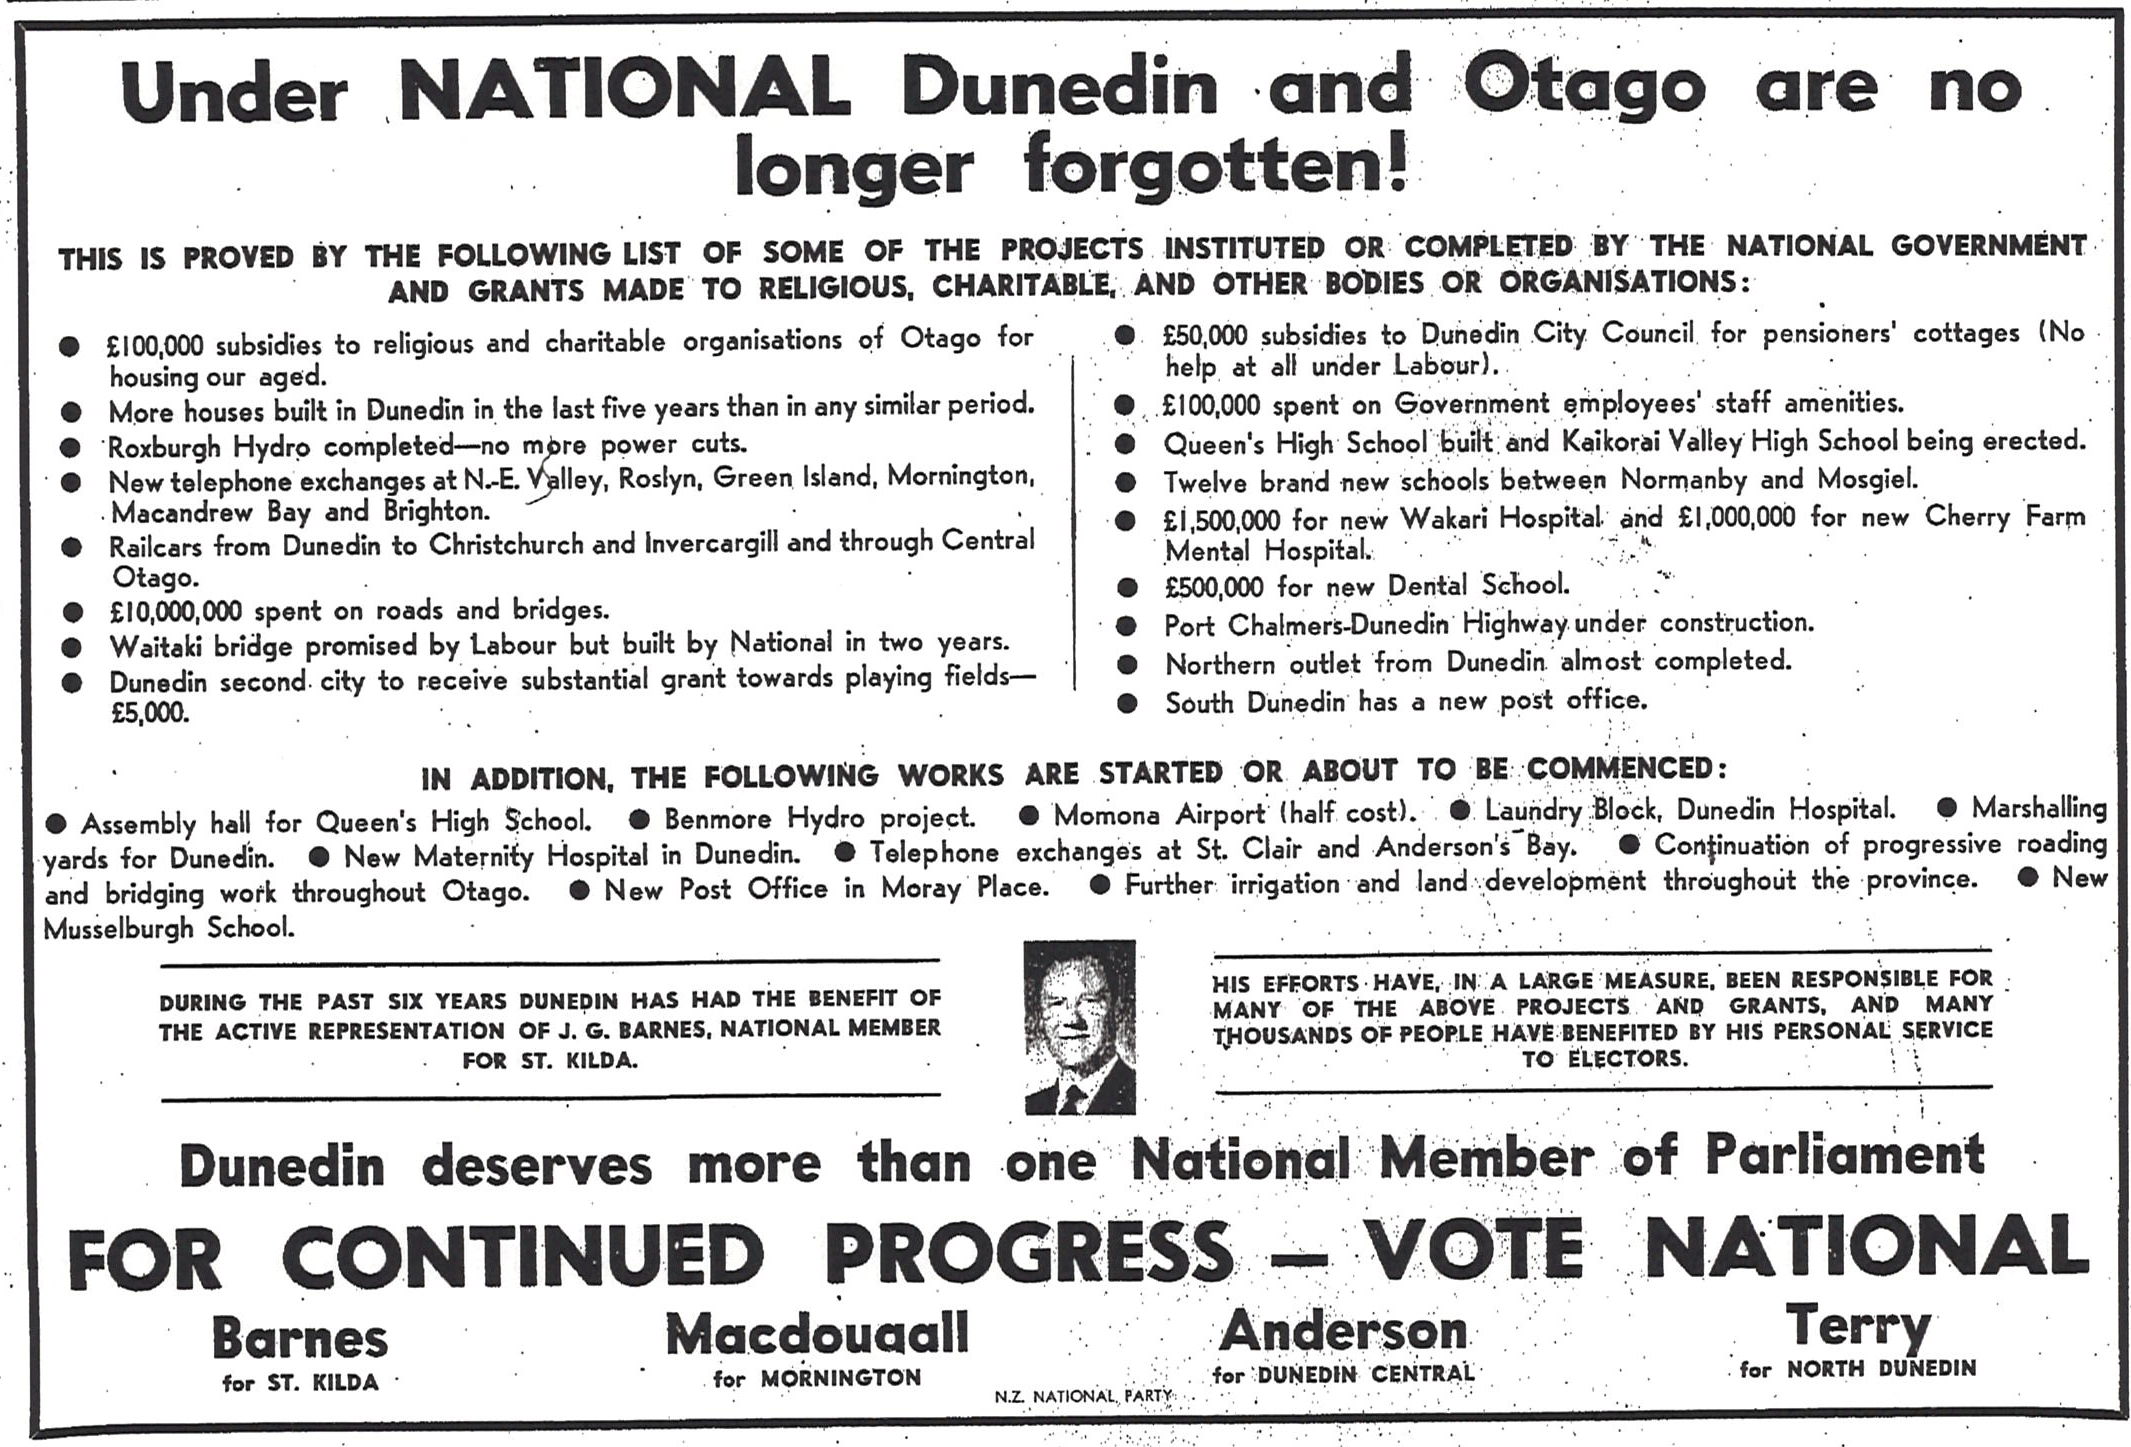 Under NATIONAL Dunedin and Otago are no
longer forgotten!
THIS IS PROVED BY THE FOLLOWING LIST OF SOME OF THE PROJECTS INSTITUTED OR COMPLETED BY THE NATIONAL GOVERNMENT
AND GRANTS MADE TO RELIGIOUS, CHARITABLE, AND OTHER BODIES OR ORGANISATIONS:
● £100,000 subsidies to religious and charitable organisations of Otago for
housing our aged.
● More houses built in Dunedin in the last five years than in any similar period.
● Roxburgh Hydro completed—no more power cuts.
● New telephone exchanges at N.-E. Valley, Roslyn, Green Island, Mornington,
Macandrew Bay and Brighton.
● Railcars from Dunedin to Christchurch and Invercargill and through Central
Otago.
● £10,000,000 spent on roads and bridges.
● Waitaki bridge promised by Labour but built by National in two years.
● Dunedin second city to receive substantial grant towards playing fields—
£5,000.
● £50,000 subsidies to Dunedin City Council for pensioners' cottages (No
help at all under Labour).
● £100,000 spent on Government employees' staff amenities.
● Queen's High School built and Kaikorai Valley High School being erected.
● Twelve brand new schools between Normanby and Mosgiel.
● £1,500,000 for new Wakari Hospital and £1,000,000 for new Cherry Farm
Mental Hospital.
● £500,000 for new Dental School.
● Port Chalmers-Dunedin Highway under construction.
● Northern outlet from Dunedin almost completed.
● South Dunedin has a new post office.
IN ADDITION, THE FOLLOWING WORKS ARE STARTED OR ABOUT TO BE COMMENCED:
● Assembly hall for Queen's High School. ● Benmore Hydro project. ● Momona Airport (half cost). ● Laundry Block, Dunedin Hospital. ● Marshalling
yards for Dunedin. ● New Maternity Hospital in Dunedin. ● Telephone exchanges at St. Clair and Anderson's Bay. ● Continuation of progressive roading
and bridging work throughout Otago. ● New Post Office in Moray Place. ● Further irrigation and land development throughout the province. ● New
Musselburgh School.
DURING THE PAST SIX YEARS DUNEDIN HAS HAD THE BENEFIT OF
THE ACTIVE REPRESENTATION OF J. G. BARNES, NATIONAL MEMBER
FOR ST. KILDA.
HIS EFFORTS HAVE, IN A LARGE MEASURE, BEEN RESPONSIBLE FOR
MANY OF THE ABOVE PROJECTS AND GRANTS, AND MANY
THOUSANDS OF PEOPLE HAVE BENEFITED BY HIS PERSONAL SERVICE
TO ELECTORS.
Dunedin deserves more than one National Member of Parliament
FOR CONTINUED PROGRESS — VOTE NATIONAL
Barnes
for ST. KILDA
Macdougall
for MORNINGTON
Anderson
for DUNEDIN CENTRAL
Terry
for NORTH DUNEDIN
N.Z. NATIONAL PARTY